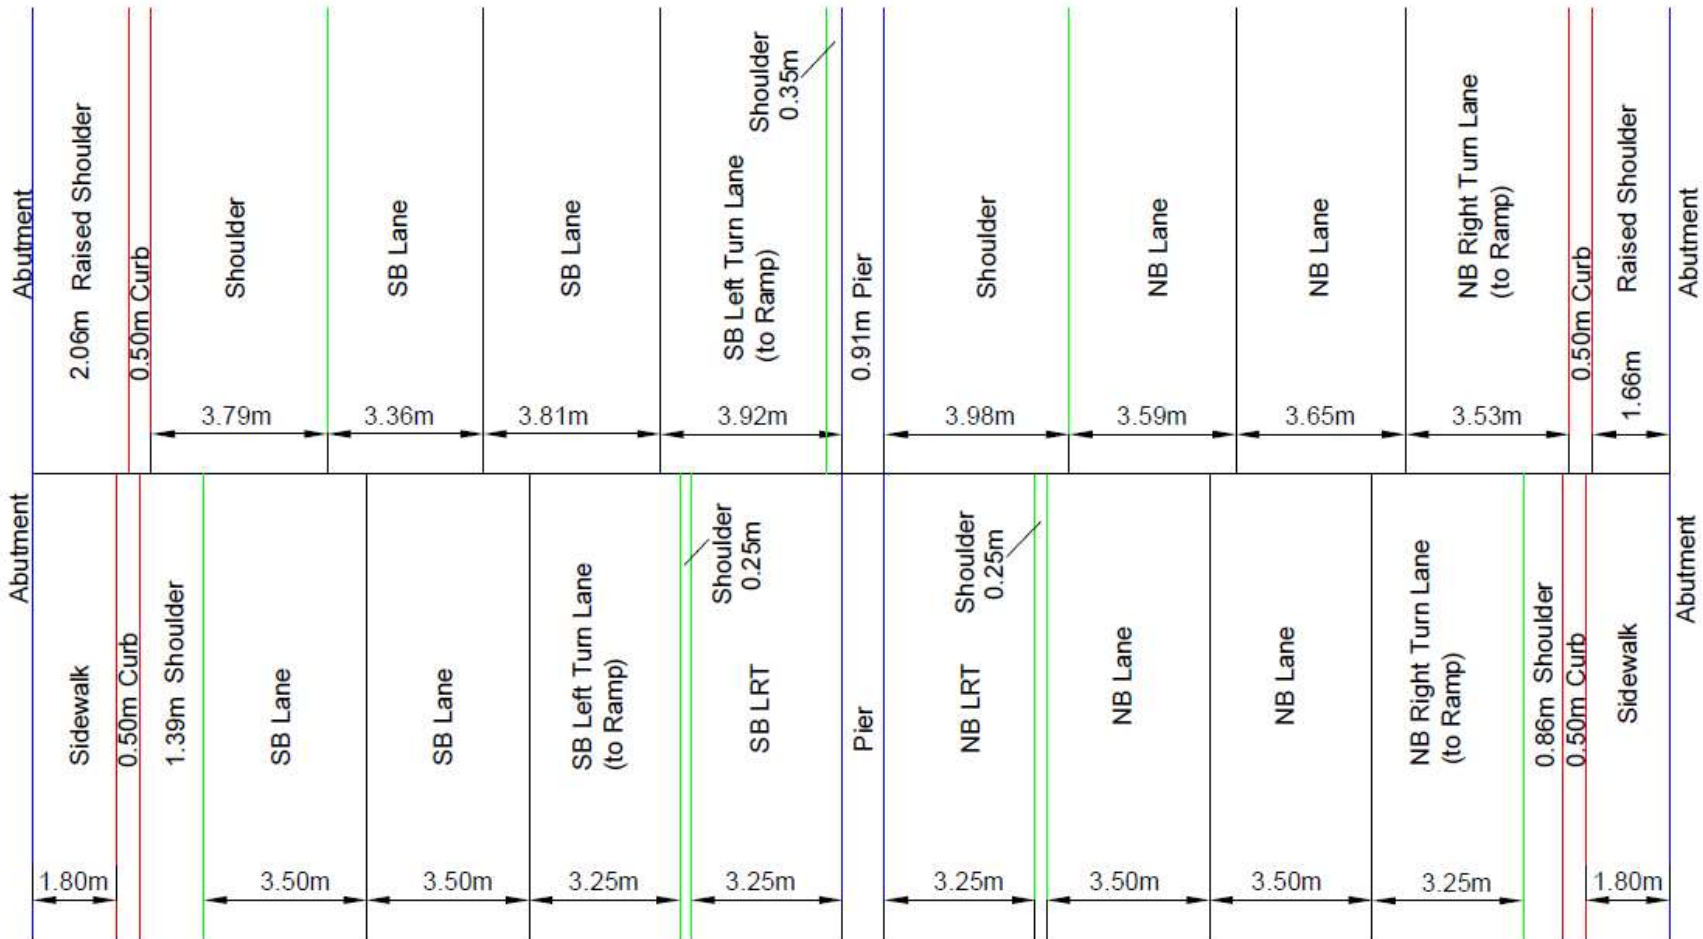 Abutment
2.06m Raised Shoulder
0.50m Curb
Shoulder
3.79m
SB Lane
3.36m
SB Lane
3.81m
SB Left Turn Lane
(to Ramp)
3.92m
Shoulder
0.35m
0.91m Pier
Shoulder
3.98m
NB Lane
3.59m
NB Lane
3.65m
NB Right Turn Lane
(to Ramp)
3.53m
0.50m Curb
Raised Shoulder
1.66m
Abutment
Abutment
Sidewalk
1.80m
0.50m Curb
1.39m Shoulder
SB Lane
3.50m
SB Lane
3.50m
SB Left Turn Lane
(to Ramp)
3.25m
Shoulder
0.25m
SB LRT
3.25m
Pier
NB LRT
3.25m
Shoulder
0.25m
NB Lane
3.50m
NB Lane
3.50m
NB Right Turn Lane
(to Ramp)
3.25m
0.86m Shoulder
0.50m Curb
Sidewalk
1.80m
Abutment